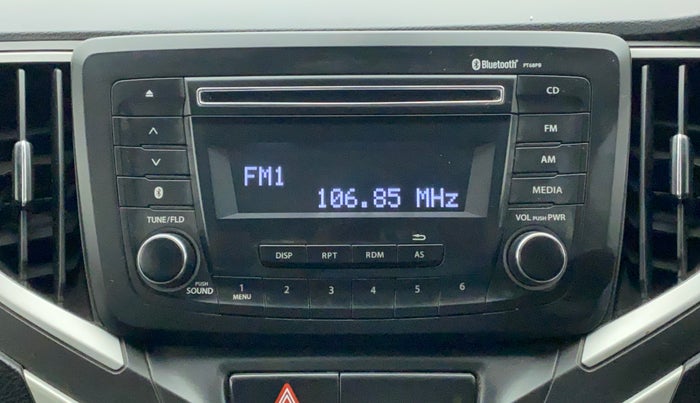 Bluetooth PT68PB
CD
FM
AM
MEDIA
FM1
106.85 MHz
TUNE/FLD
VOL PUSH PWR
DISP RPT RDM AS
PUSH SOUND
1 MENU 2 3 4 5 6